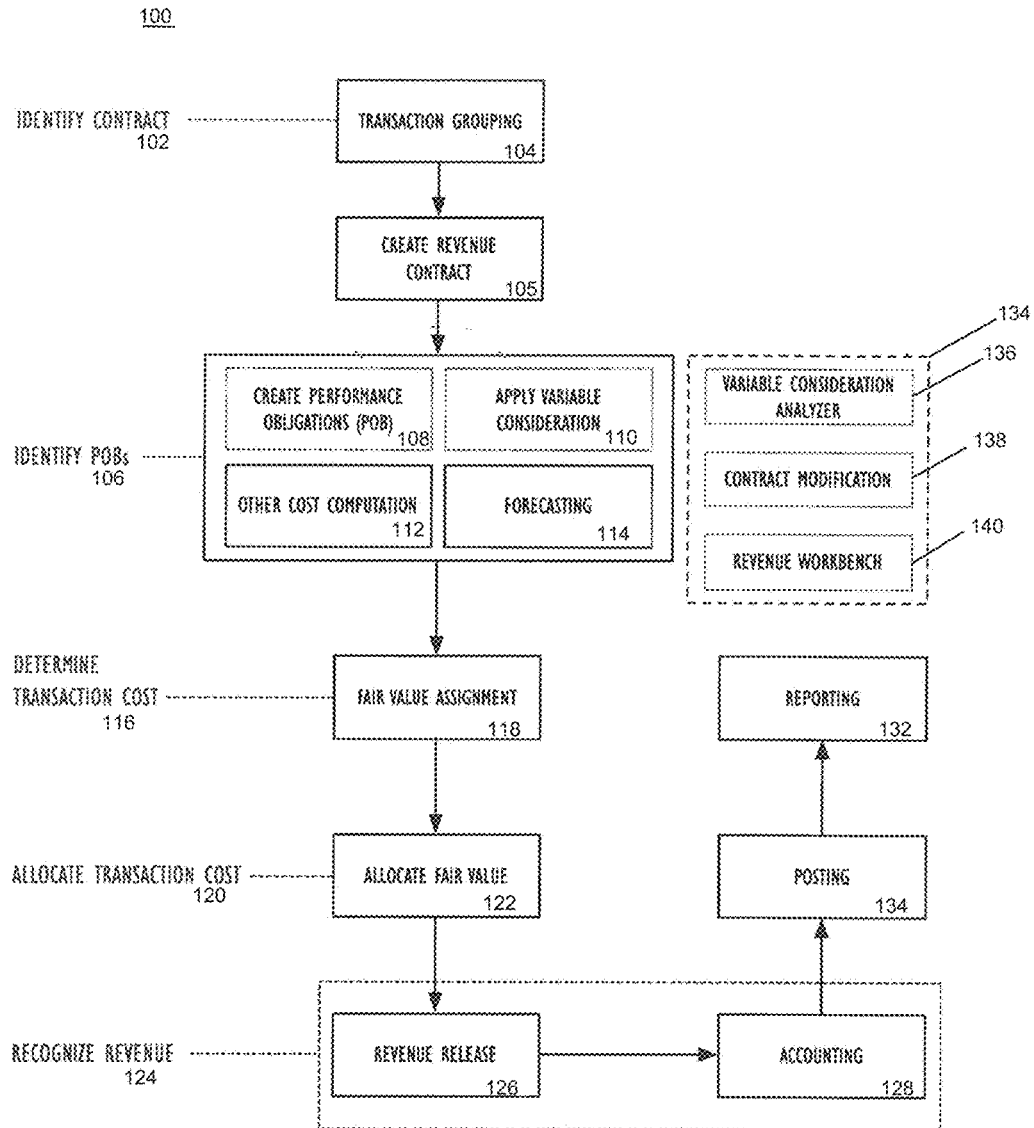 100
IDENTIFY CONTRACT
102
TRANSACTION GROUPING
104
CREATE REVENUE
CONTRACT
105
IDENTIFY POBs
106
CREATE PERFORMANCE
OBLIGATIONS (POB)
108
APPLY VARIABLE
CONSIDERATION
110
OTHER COST COMPUTATION
112
FORECASTING
114
134
VARIABLE CONSIDERATION
ANALYZER
136
CONTRACT MODIFICATION
138
REVENUE WORKBENCH
140
DETERMINE
TRANSACTION COST
116
FAIR VALUE ASSIGNMENT
118
REPORTING
132
ALLOCATE TRANSACTION COST
120
ALLOCATE FAIR VALUE
122
POSTING
134
RECOGNIZE REVENUE
124
REVENUE RELEASE
126
ACCOUNTING
128